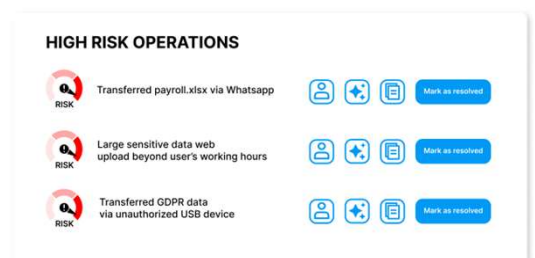 HIGH RISK OPERATIONS
RISK
Transferred payroll.xlsx via Whatsapp
Mark as resolved
RISK
Large sensitive data web
upload beyond user's working hours
Mark as resolved
RISK
Transferred GDPR data
via unauthorized USB device
Mark as resolved